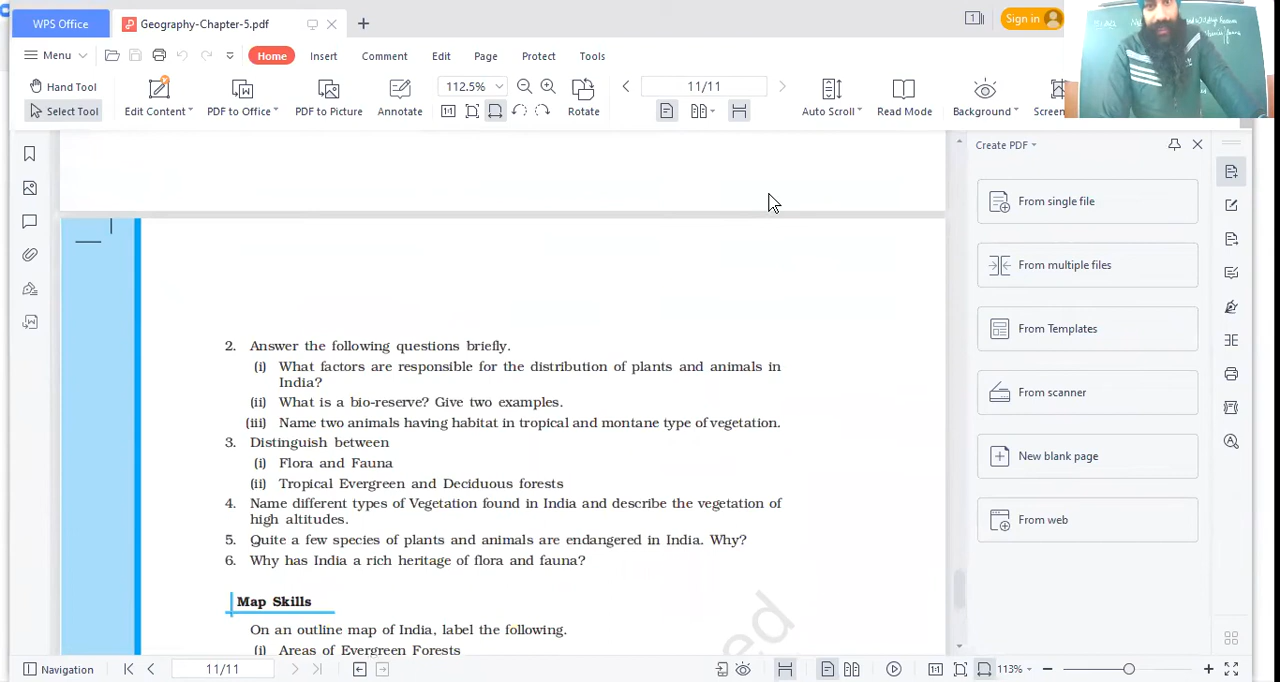 WPS Office
Geography-Chapter-5.pdf
1
Sign in
Menu
Home
Insert
Comment
Edit
Page
Protect
Tools
Hand Tool
Select Tool
Edit Content
PDF to Office
PDF to Picture
Annotate
112.5%
Rotate
11/11
Auto Scroll
Read Mode
Background
Screen
Create PDF
From single file
From multiple files
From Templates
From scanner
New blank page
From web
2. Answer the following questions briefly.
(i) What factors are responsible for the distribution of plants and animals in
India?
(ii) What is a bio-reserve? Give two examples.
(iii) Name two animals having habitat in tropical and montane type of vegetation.
3. Distinguish between
(i) Flora and Fauna
(ii) Tropical Evergreen and Deciduous forests
4. Name different types of Vegetation found in India and describe the vegetation of
high altitudes.
5. Quite a few species of plants and animals are endangered in India. Why?
6. Why has India a rich heritage of flora and fauna?
Map Skills
On an outline map of India, label the following.
(i) Areas of Evergreen Forests
ed
Navigation
11/11
113%